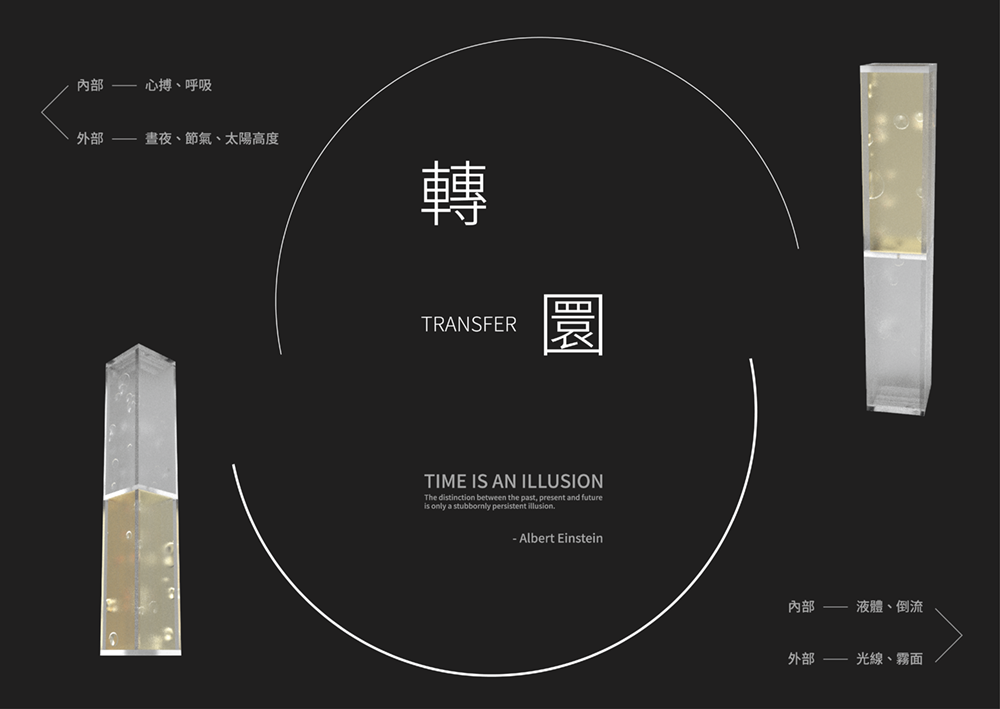 內部 — 心搏、呼吸
外部 — 晝夜、節氣、太陽高度
轉
TRANSFER 圜
TIME IS AN ILLUSION
The distinction between the past, present and future
is only a stubbornly persistent illusion.
- Albert Einstein
內部 — 液體、倒流
外部 — 光線、霧面